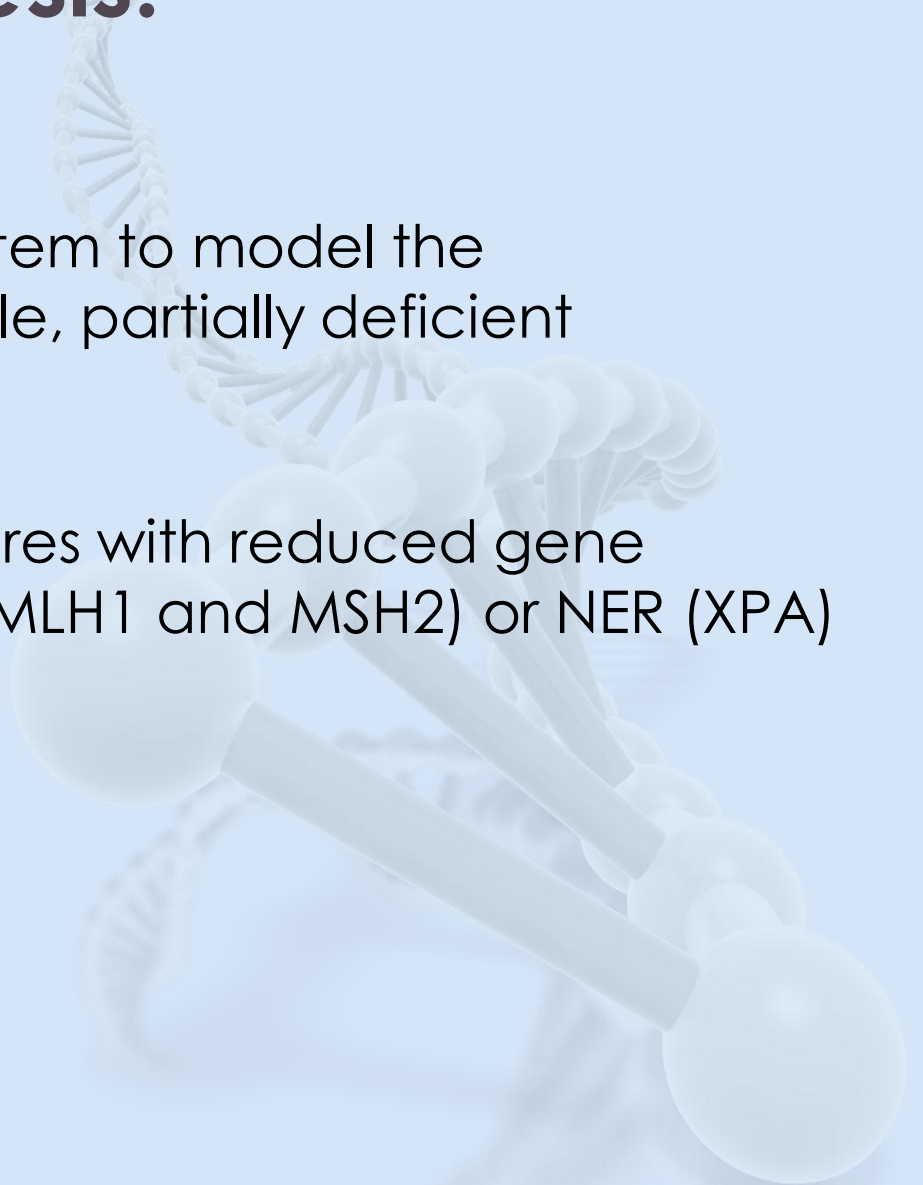 esis:
tem to model the
le, partially deficient
res with reduced gene
MLH1 and MSH2) or NER (XPA)